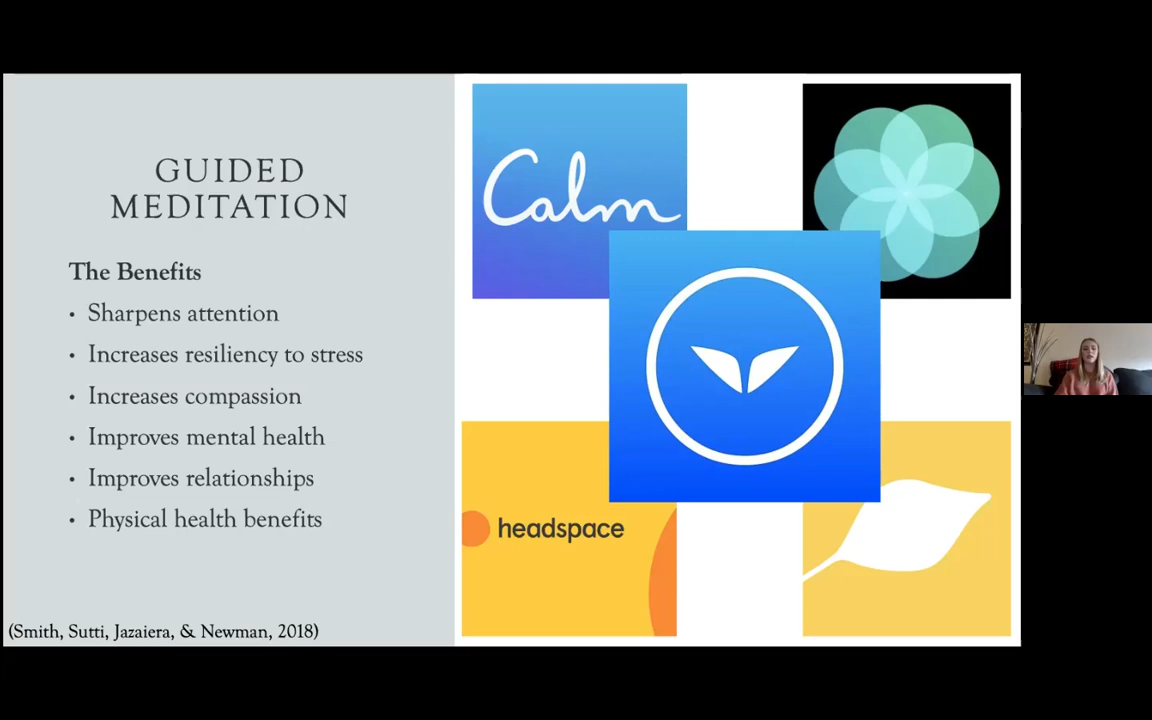 GUIDED
MEDITATION
The Benefits
• Sharpens attention
• Increases resiliency to stress
• Increases compassion
• Improves mental health
• Improves relationships
• Physical health benefits
(Smith, Sutti, Jazaiera, & Newman, 2018)
Calm
headspace